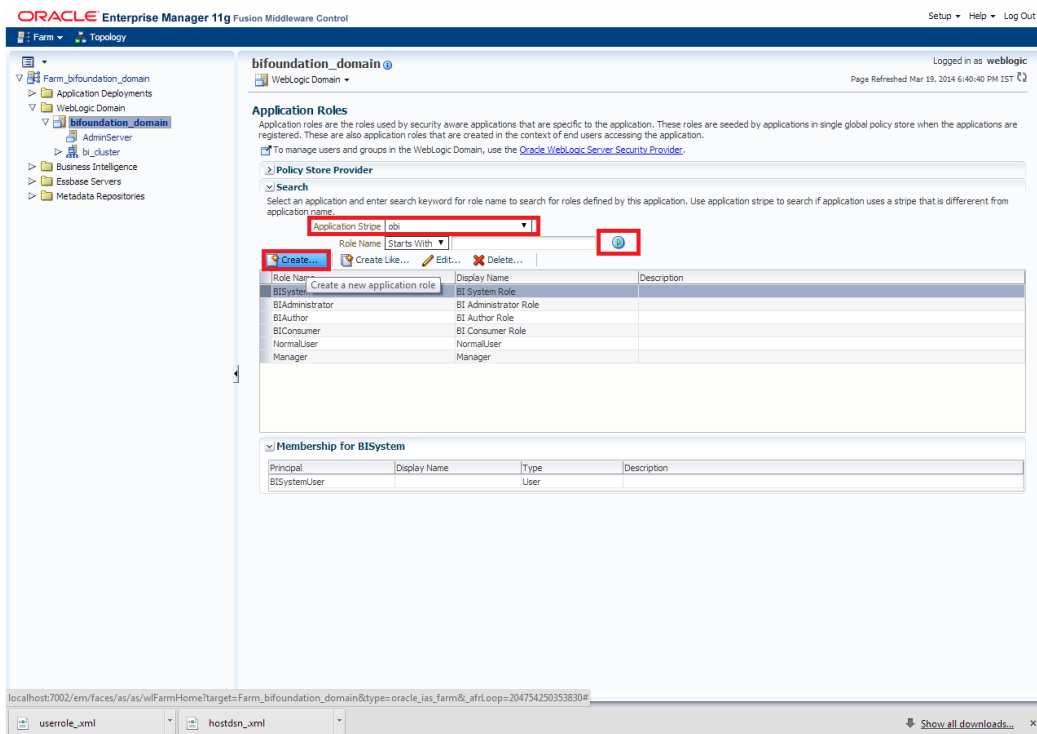 ORACLE Enterprise Manager 11g Fusion Middleware Control
Setup Help Log Out
Farm Topology
Farm_bifoundation_domain
Application Deployments
WebLogic Domain
bifoundation_domain
AdminServer
bi_cluster
Business Intelligence
Essbase Servers
Metadata Repositories
bifoundation_domain
Logged in as weblogic
WebLogic Domain
Page Refreshed Mar 19, 2014 6:40:40 PM IST
Application Roles
Application roles are the roles used by security aware applications that are specific to the application. These roles are seeded by applications in single global policy store when the applications are
registered. These are also application roles that are created in the context of end users accessing the application.
To manage users and groups in the WebLogic Domain, use the Oracle WebLogic Server Security Provider.
Policy Store Provider
Search
Select an application and enter search keyword for role name to search for roles defined by this application. Use application stripe to search if application uses a stripe that is differerent from
application name.
Application Stripe obi
Role Name Starts With
Create... Create Like... Edit... Delete...
Role Name Display Name Description
Create a new application role
BISystem BI System Role
BIAdministrator BI Administrator Role
BIAuthor BI Author Role
BIConsumer BI Consumer Role
NormalUser NormalUser
Manager Manager
Membership for BISystem
Principal Display Name Type Description
BISystemUser User
localhost:7002/em/faces/as/as/wlFarmHome?target=Farm_bifoundation_domain&type=oracle_ias_farm&_afrLoop=204754250353830#
userrole_.xml hostdsn_.xml Show all downloads...